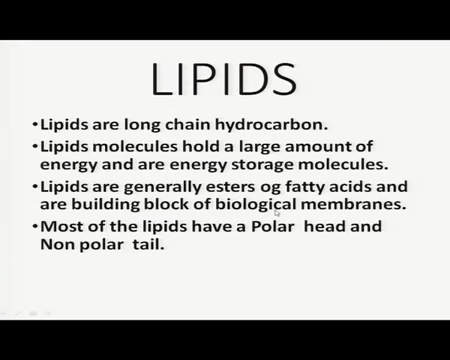 LIPIDS
•Lipids are long chain hydrocarbon.
•Lipids molecules hold a large amount of
energy and are energy storage molecules.
•Lipids are generally esters og fatty acids and
are building block of biological membranes.
•Most of the lipids have a Polar head and
Non polar tail.